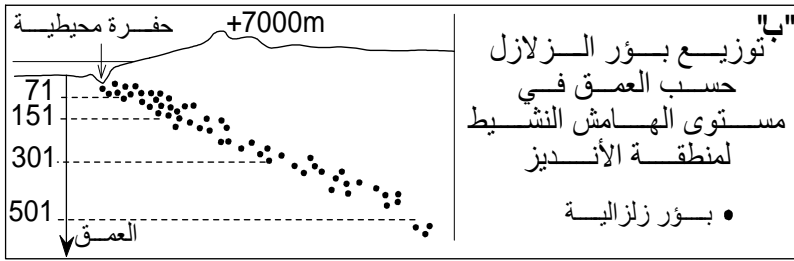 "ب"
توزيع بؤر الزلازل
حسب العمق في
مستوى الهامش النشيط
لمنطقة الأنديز
• بؤر زلزالية
حفرة محيطية
+7000m
71
151
301
501
العمق